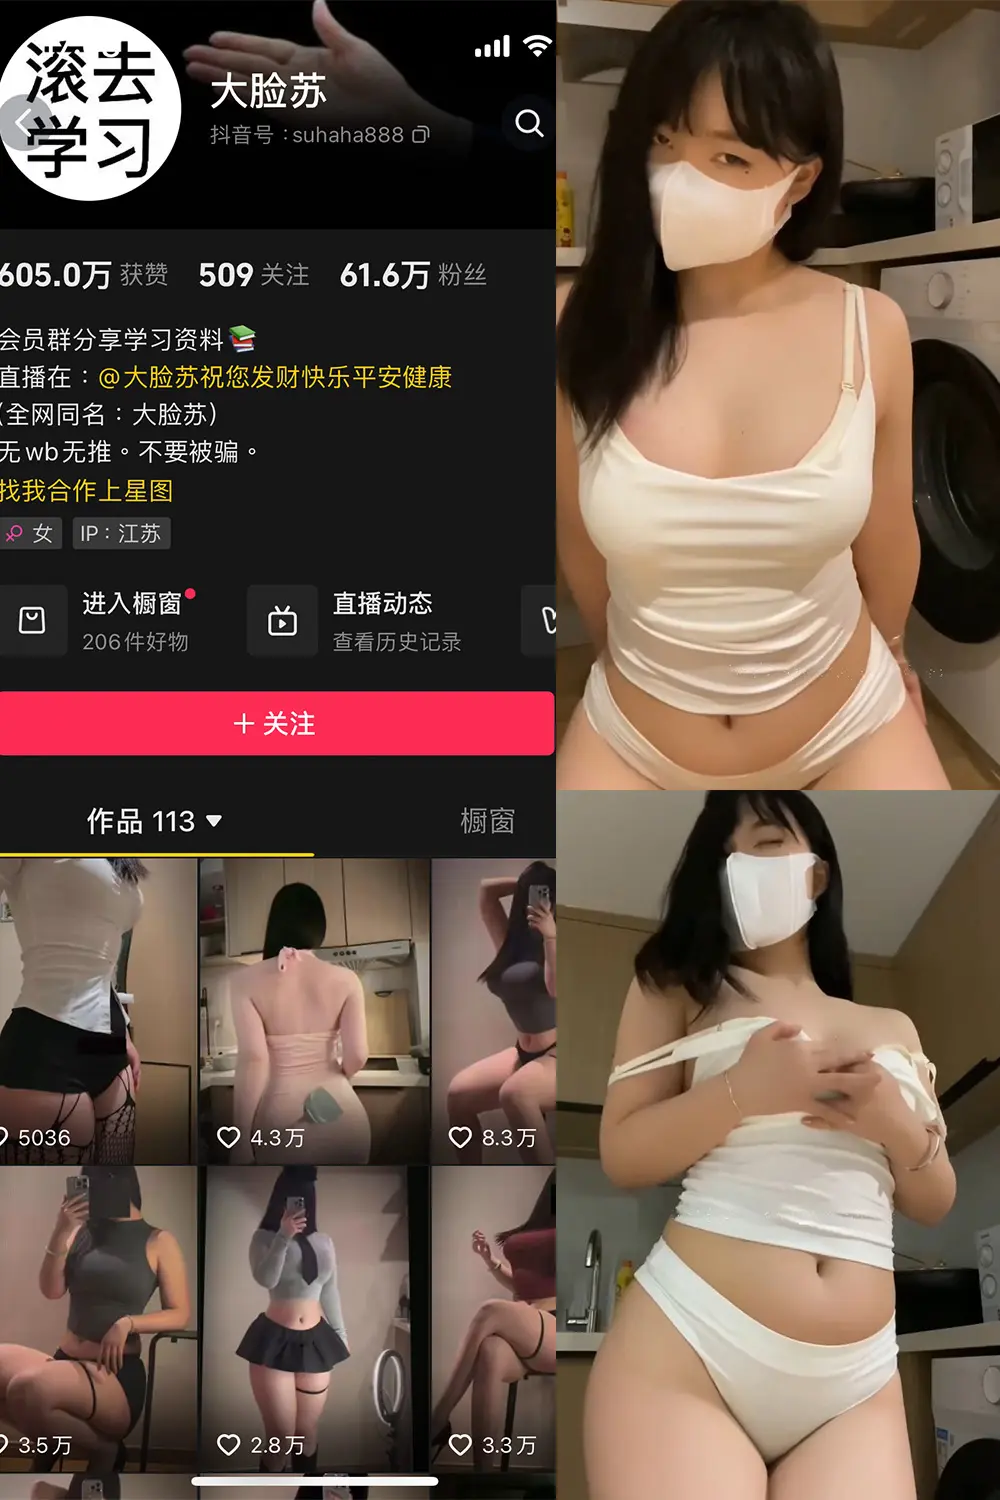 滚去
学习
大脸苏
抖音号：suhaha888
605.0万 获赞 509 关注 61.6万 粉丝
会员群分享学习资料📚
直播在：@大脸苏祝您发财快乐平安健康
（全网同名：大脸苏）
无wb无推。不要被骗。
找我合作上星图
女 IP：江苏
进入橱窗
206件好物
直播动态
查看历史记录
+ 关注
作品 113 ▼ 橱窗
5036 4.3万 8.3万
3.5万 2.8万 3.3万